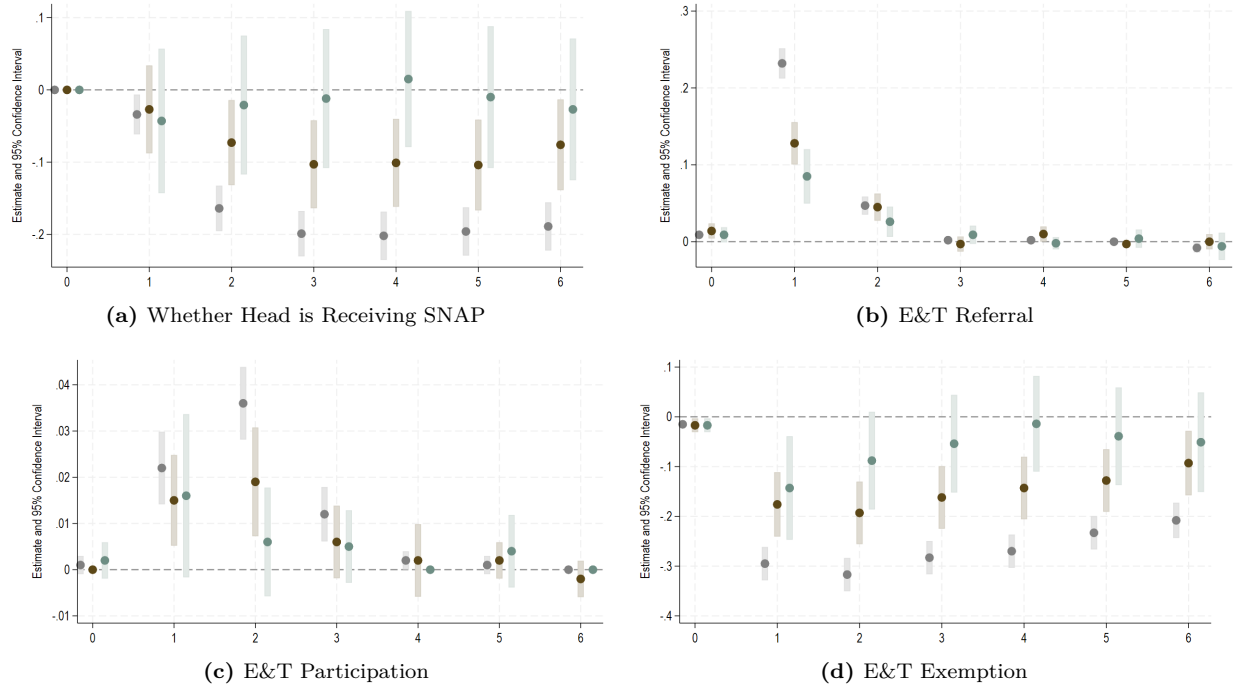 Estimate and 95% Confidence Interval
.1
0
-.1
-.2
0 1 2 3 4 5 6
(a) Whether Head is Receiving SNAP
Estimate and 95% Confidence Interval
.3
.2
.1
0
0 1 2 3 4 5 6
(b) E&T Referral
Estimate and 95% Confidence Interval
.04
.03
.02
.01
0
-.01
0 1 2 3 4 5 6
(c) E&T Participation
Estimate and 95% Confidence Interval
.1
0
-.1
-.2
-.3
-.4
0 1 2 3 4 5 6
(d) E&T Exemption